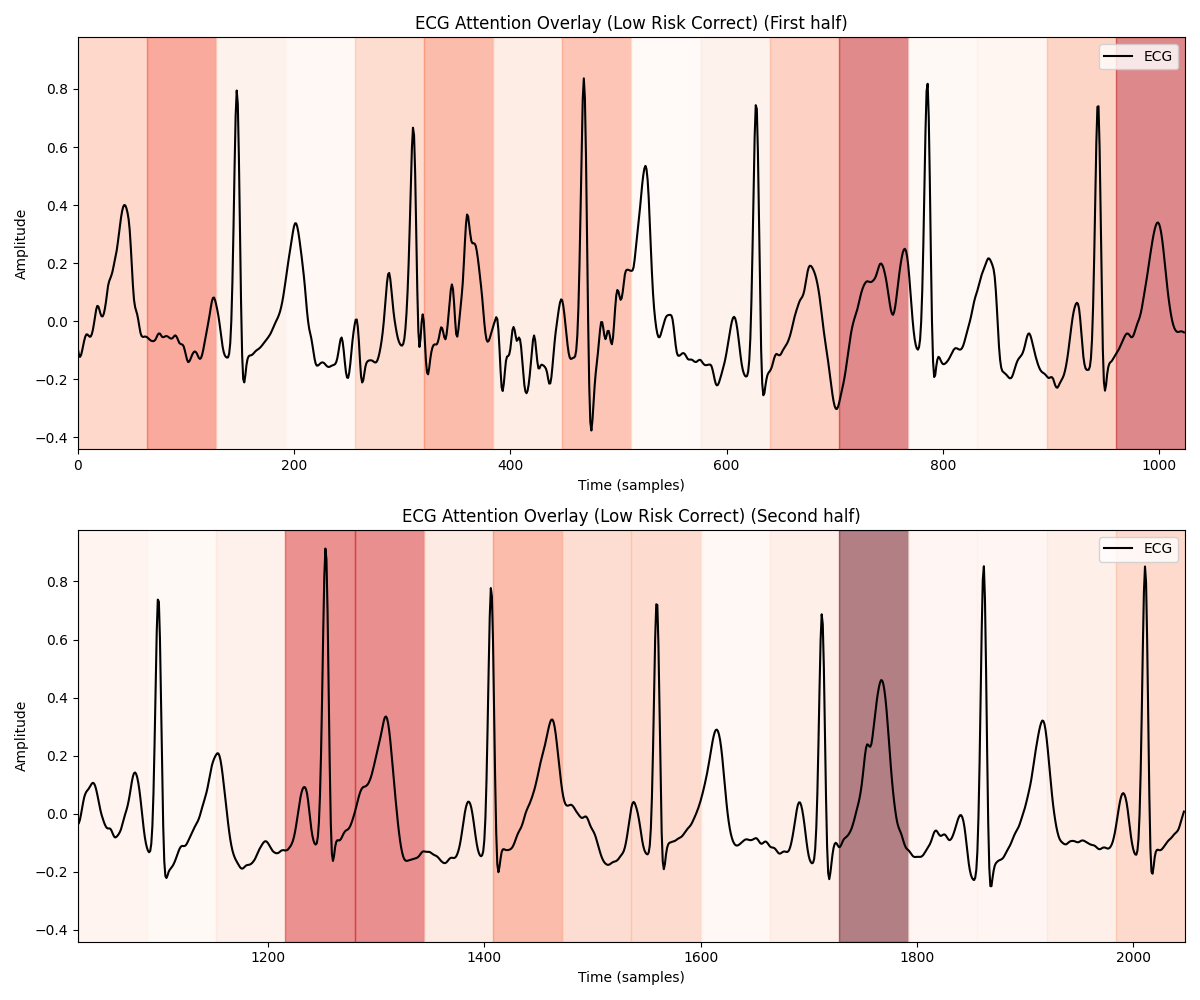 ECG Attention Overlay (Low Risk Correct) (First half)
ECG
Amplitude
0.8
0.6
0.4
0.2
0.0
−0.2
−0.4
0 200 400 600 800 1000
Time (samples)
ECG Attention Overlay (Low Risk Correct) (Second half)
ECG
Amplitude
0.8
0.6
0.4
0.2
0.0
−0.2
−0.4
1200 1400 1600 1800 2000
Time (samples)